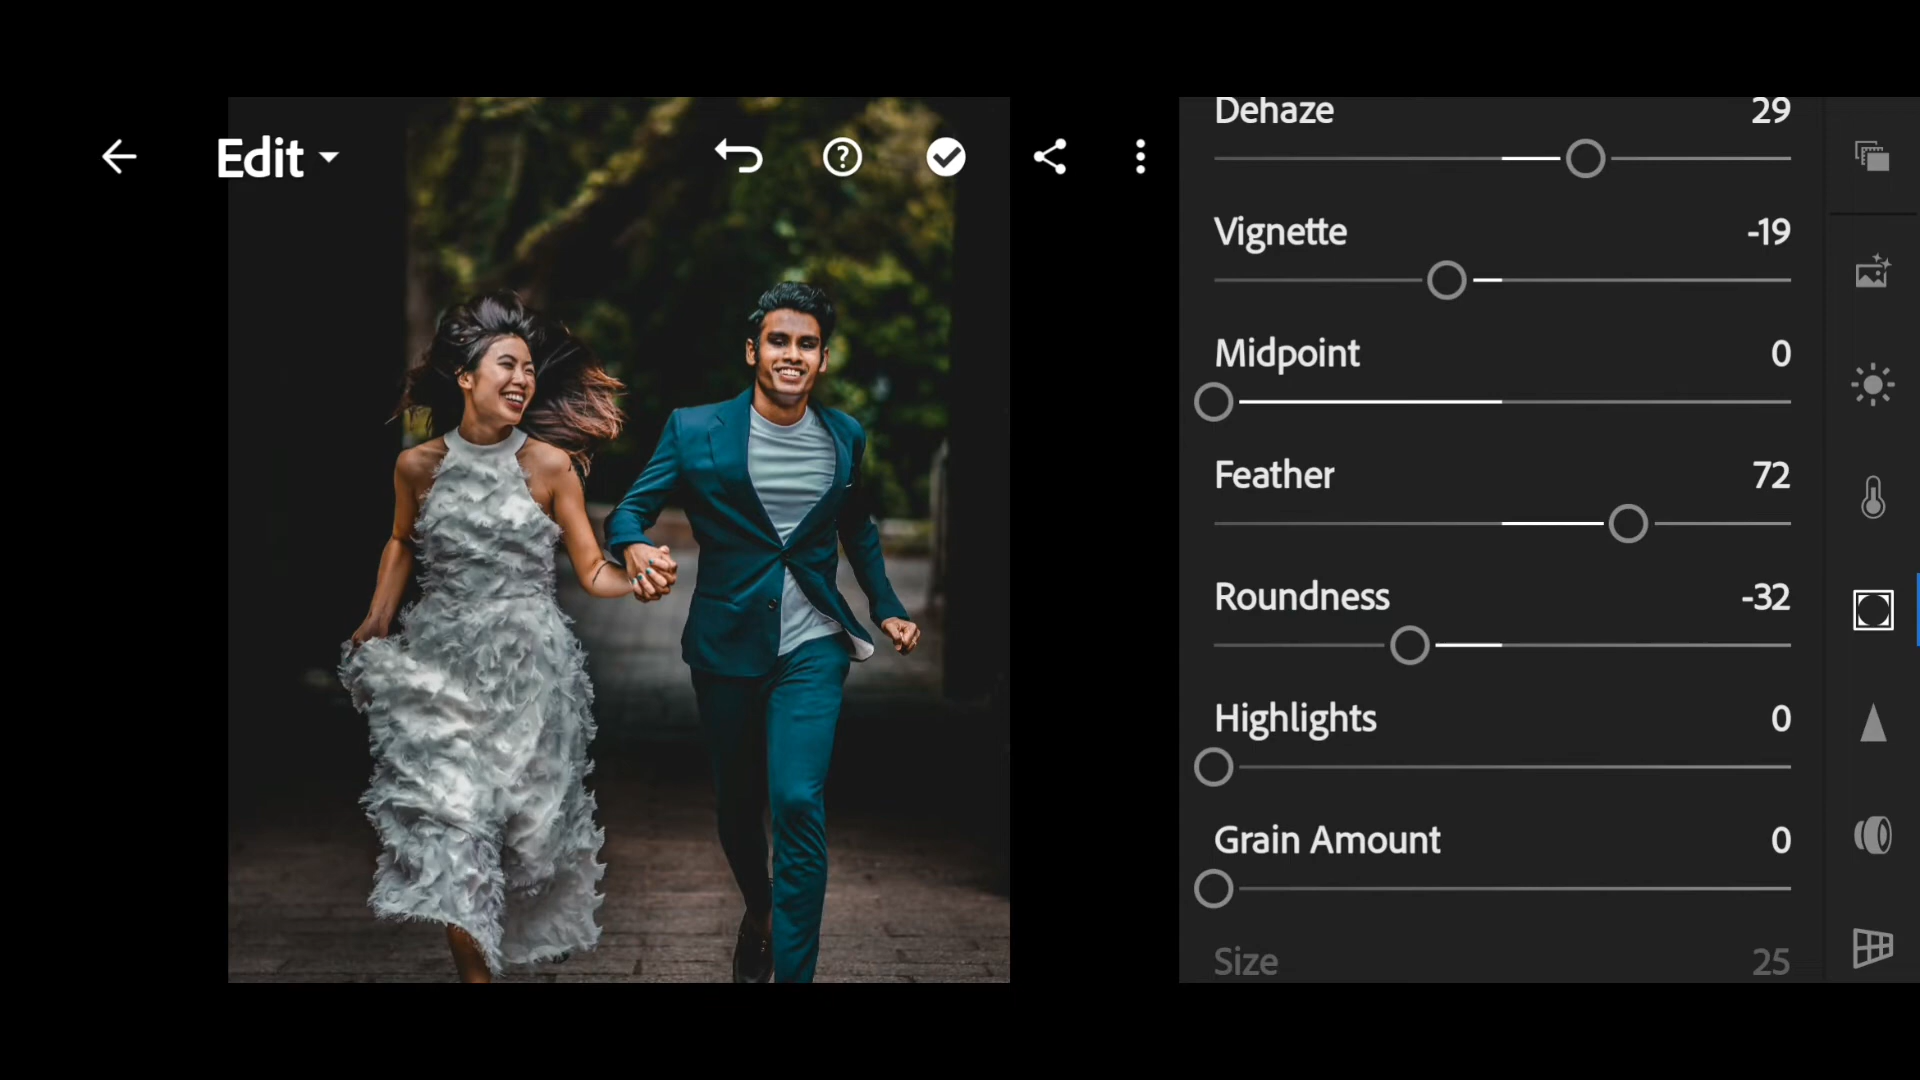 Edit
Dehaze 29
Vignette -19
Midpoint 0
Feather 72
Roundness -32
Highlights 0
Grain Amount 0
Size 25